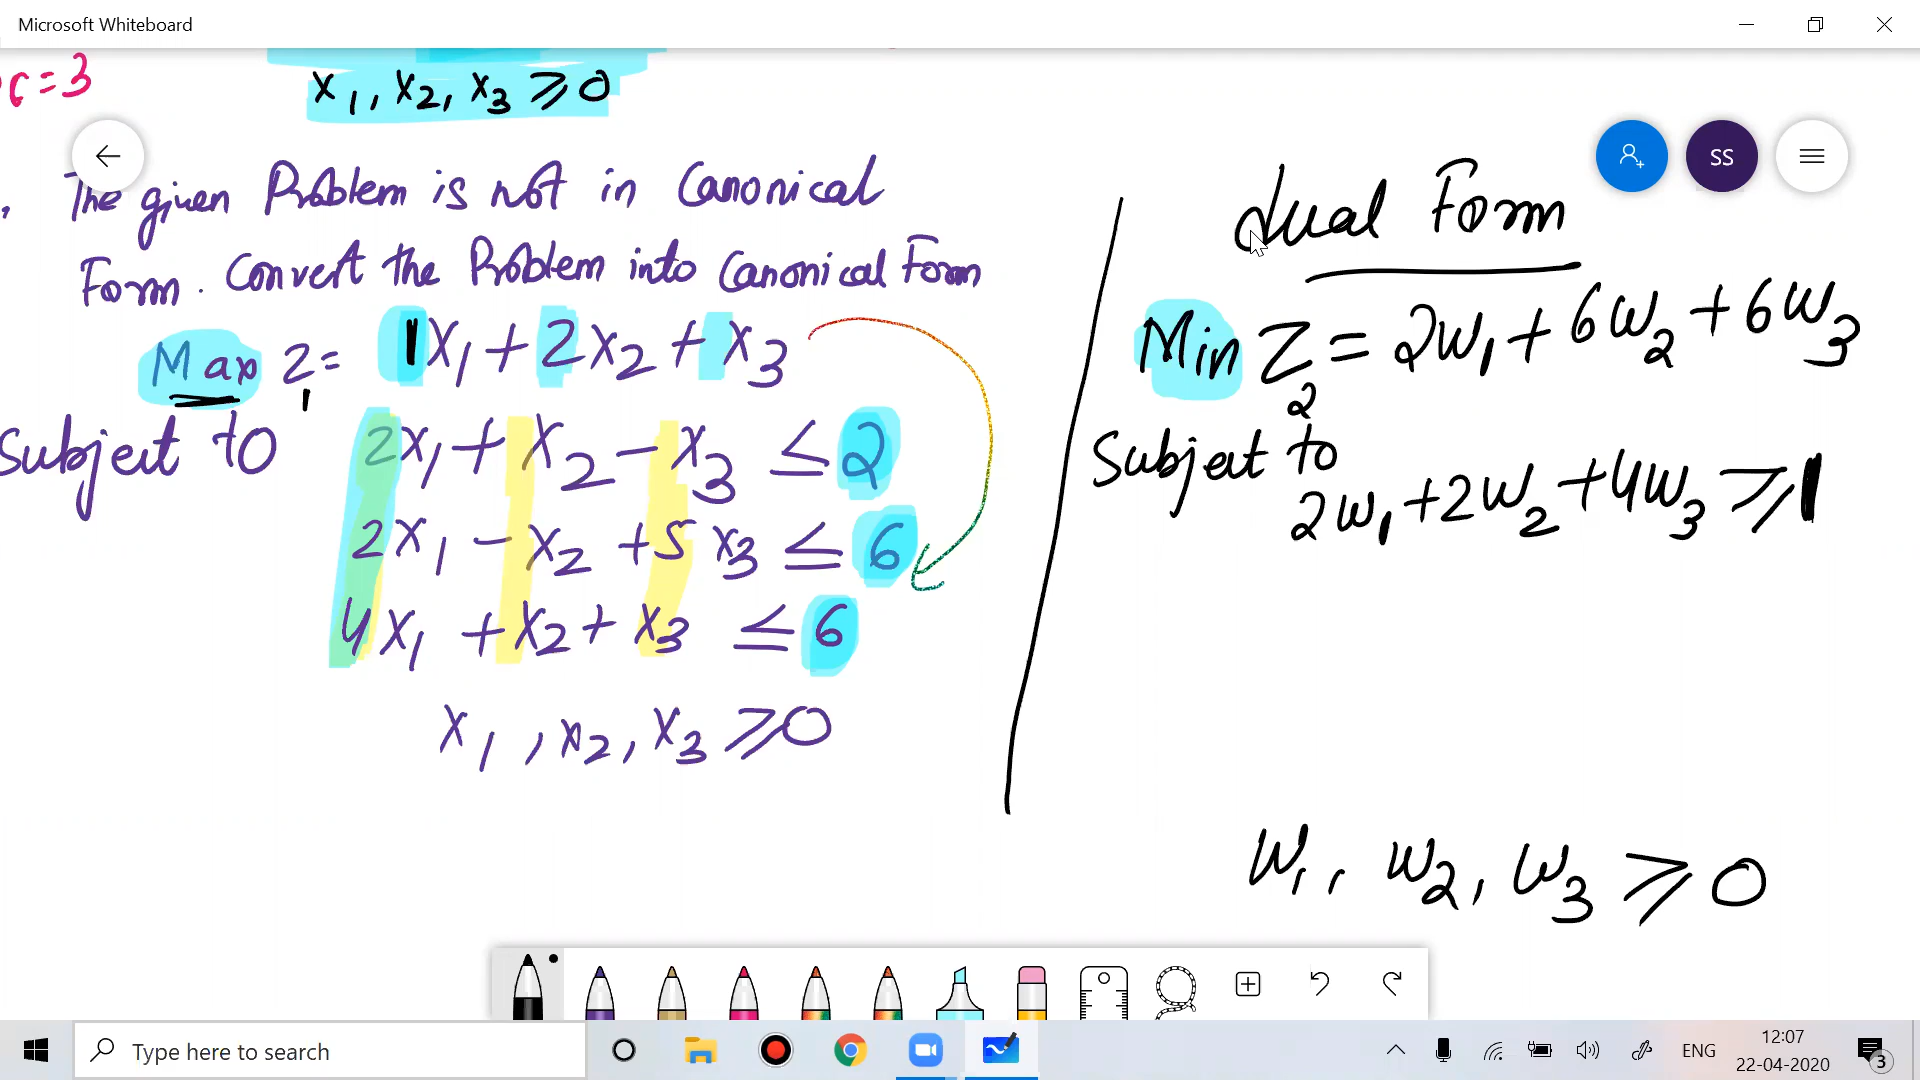 Microsoft Whiteboard
c=3
x1, x2, x3 ≥ 0
SS
The given Problem is not in Canonical
Form. Convert the Problem into Canonical Form
Max Z1 = 1x1 + 2x2 + x3
Subject to
2x1 + x2 - x3 ≤ 2
2x1 - x2 + 5x3 ≤ 6
4x1 + x2 + x3 ≤ 6
x1, x2, x3 ≥ 0
dual Form
Min Z2 = 2w1 + 6w2 + 6w3
Subject to
2w1 + 2w2 + 4w3 ≥ 1
w1, w2, w3 ≥ 0
Type here to search
ENG
12:07
22-04-2020
3